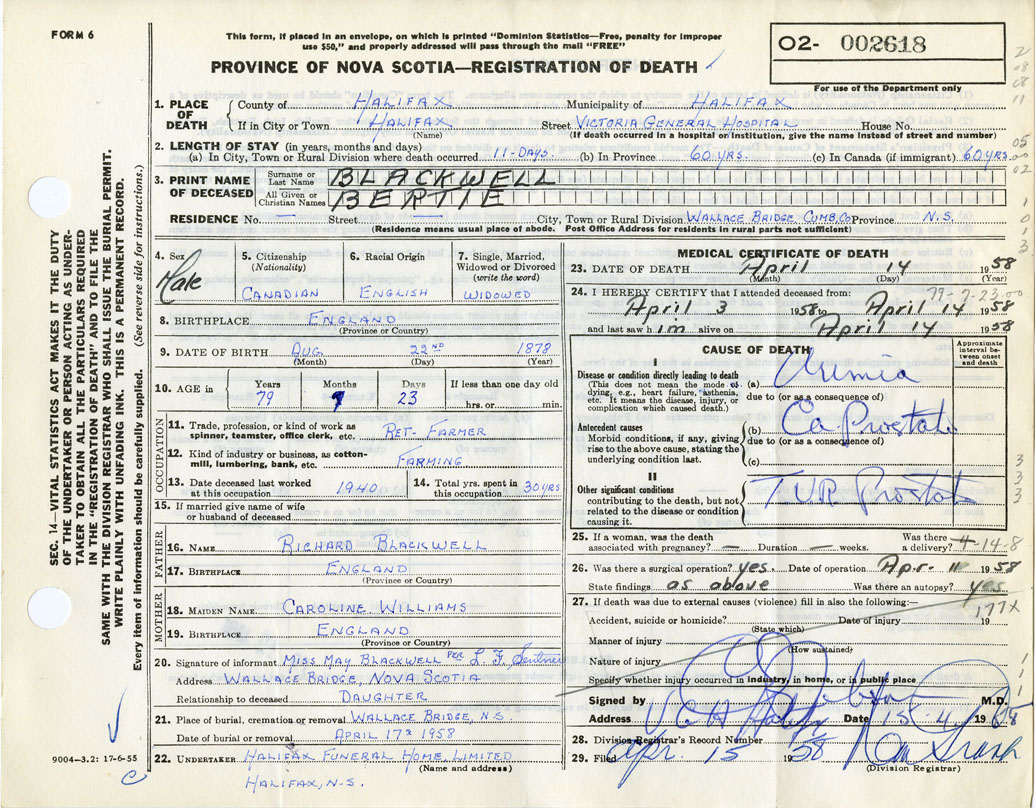 FORM 6
This form, if placed in an envelope, on which is printed "Dominion Statistics—Free, penalty for improper
use $50," and properly addressed will pass through the mail "FREE"
PROVINCE OF NOVA SCOTIA—REGISTRATION OF DEATH
O2- 002618
For use of the Department only
SEC. 14—VITAL STATISTICS ACT MAKES IT THE DUTY
OF THE UNDERTAKER OR PERSON ACTING AS UNDER-
TAKER TO OBTAIN ALL THE PARTICULARS REQUIRED
IN THE "REGISTRATION OF DEATH" AND TO FILE THE
SAME WITH THE DIVISION REGISTRAR WHO SHALL ISSUE THE BURIAL PERMIT.
WRITE PLAINLY WITH UNFADING INK. THIS IS A PERMANENT RECORD.
Every item of information should be carefully supplied. (See reverse side for instructions.)
1. PLACE OF DEATH
County of HALIFAX Municipality of HALIFAX
If in City or Town HALIFAX Street VICTORIA GENERAL HOSPITAL House No.
(Name) (If death occurred in a hospital or institution, give the name instead of street and number)
2. LENGTH OF STAY (in years, months and days)
(a) In City, Town or Rural Division where death occurred 11-DAYS. (b) In Province 60 YRS. (c) In Canada (if immigrant) 60 YRS.
3. PRINT NAME OF DECEASED
Surname or Last Name BLACKWELL
All Given or Christian Names BERTIE
RESIDENCE No. — Street — City, Town or Rural Division WALLACE BRIDGE CUMB. CO Province N.S.
(Residence means usual place of abode. Post Office Address for residents in rural parts not sufficient)
4. Sex
Male
5. Citizenship
(Nationality)
CANADIAN
6. Racial Origin
ENGLISH
7. Single, Married,
Widowed or Divorced
(write the word)
WIDOWED
8. BIRTHPLACE ENGLAND
(Province or Country)
9. DATE OF BIRTH AUG. 22ND 1878
(Month) (Day) (Year)
10. AGE in
Years Months Days If less than one day old
79 7 23 hrs. or min.
OCCUPATION
11. Trade, profession, or kind of work as
spinner, teamster, office clerk, etc. RET- FARMER
12. Kind of industry or business, as cotton-
mill, lumbering, bank, etc. FARMING
13. Date deceased last worked
at this occupation 1940
14. Total yrs. spent in
this occupation 30 YRS
15. If married give name of wife
or husband of deceased
FATHER
16. NAME RICHARD BLACKWELL
17. BIRTHPLACE ENGLAND
(Province or Country)
MOTHER
18. MAIDEN NAME CAROLINE WILLIAMS
19. BIRTHPLACE ENGLAND
(Province or Country)
20. Signature of informant MISS MAY BLACKWELL PER L. F.
Address WALLACE BRIDGE, NOVA SCOTIA
Relationship to deceased DAUGHTER
21. Place of burial, cremation or removal WALLACE BRIDGE, N.S.
Date of burial or removal APRIL 17TH 1958
22. UNDERTAKER HALIFAX FUNERAL HOME, LIMITED
(Name and address)
HALIFAX, N.S.
9004—3.2: 17-6-55
MEDICAL CERTIFICATE OF DEATH
23. DATE OF DEATH April 14 1958
(Month) (Day) (Year)
24. I HEREBY CERTIFY that I attended deceased from:
79-7-23.00
April 3 1958 to April 14 1958
and last saw him alive on April 14 1958
CAUSE OF DEATH
Approximate
interval be-
tween onset
and death
I
Disease or condition directly leading to death
(This does not mean the mode of
dying, e.g., heart failure, asthenia,
etc. It means the disease, injury, or
complication which caused death.)
(a) Uremia
due to (or as a consequence of)
Antecedent causes
Morbid conditions, if any, giving
rise to the above cause, stating the
underlying condition last.
(b) Ca Prostate
due to (or as a consequence of)
(c)
II
Other significant conditions
contributing to the death, but not
related to the disease or condition
causing it.
TUR Prostate
25. If a woman, was the death
associated with pregnancy? — Duration — weeks. Was there
a delivery? 4-14-8
26. Was there a surgical operation? yes. Date of operation Apr. 11 1958
State findings as above Was there an autopsy? yes
27. If death was due to external causes (violence) fill in also the following:—
177X
Accident, suicide or homicide? Date of injury 19
(State which)
Manner of injury
(How sustained)
Nature of injury
Specify whether injury occurred in industry, in home, or in public place
Signed by M.D.
Address Date 15-4- 1958
28. Division Registrar's Record Number
29. Filed Apr. 15 1958
(Division Registrar)